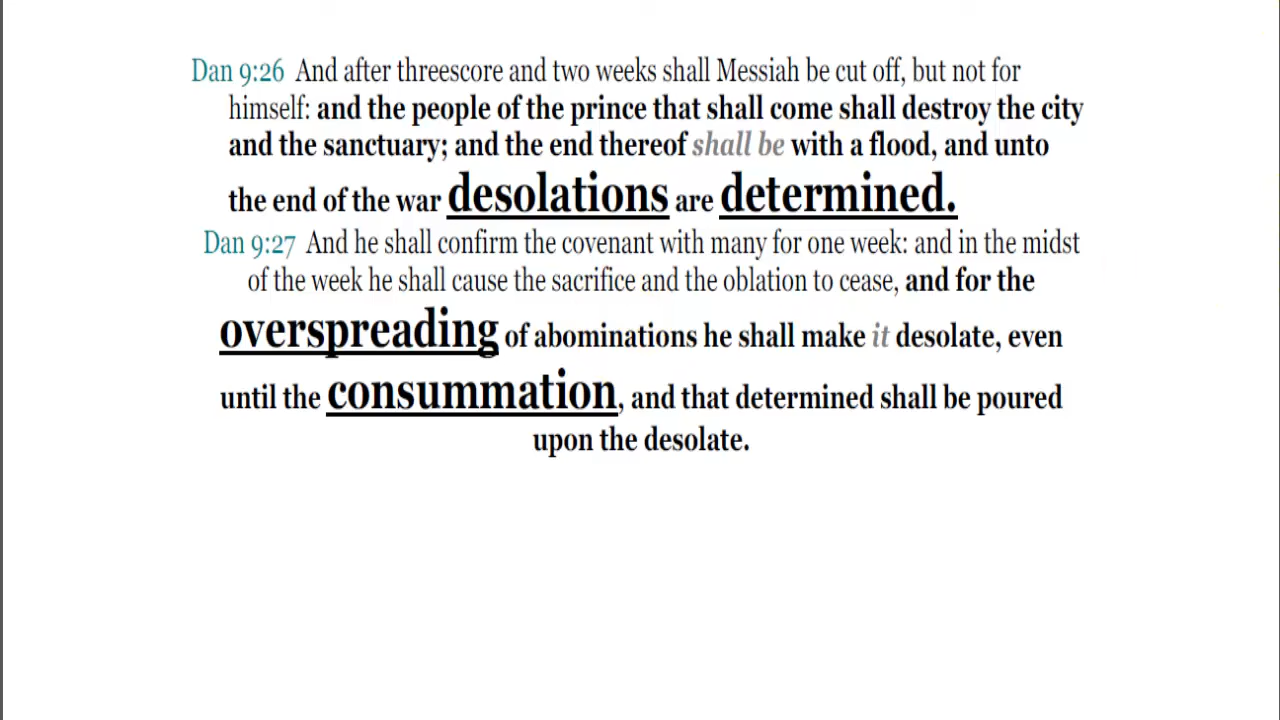 Dan 9:26 And after threescore and two weeks shall Messiah be cut off, but not for
himself: and the people of the prince that shall come shall destroy the city
and the sanctuary; and the end thereof shall be with a flood, and unto
the end of the war desolations are determined.
Dan 9:27 And he shall confirm the covenant with many for one week: and in the midst
of the week he shall cause the sacrifice and the oblation to cease, and for the
overspreading of abominations he shall make it desolate, even
until the consummation, and that determined shall be poured
upon the desolate.